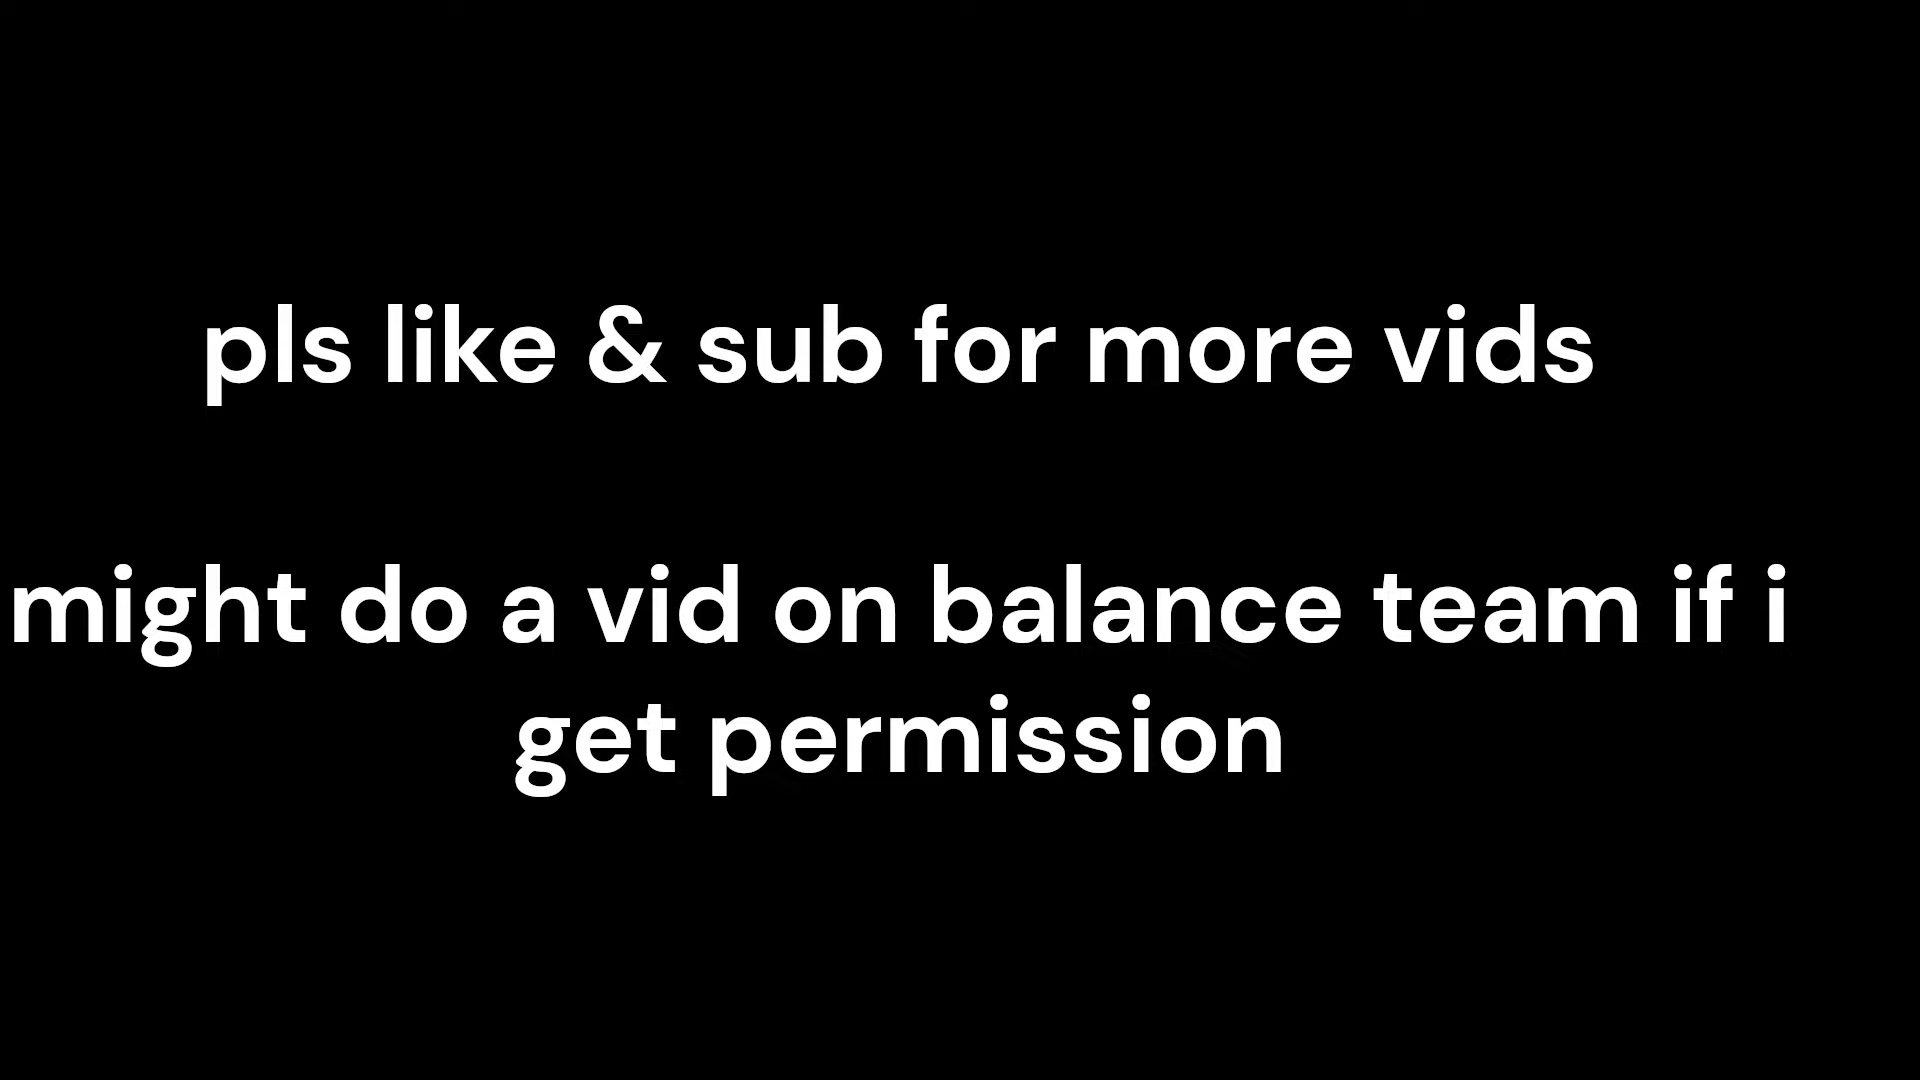 pls like & sub for more vids
might do a vid on balance team if i
get permission